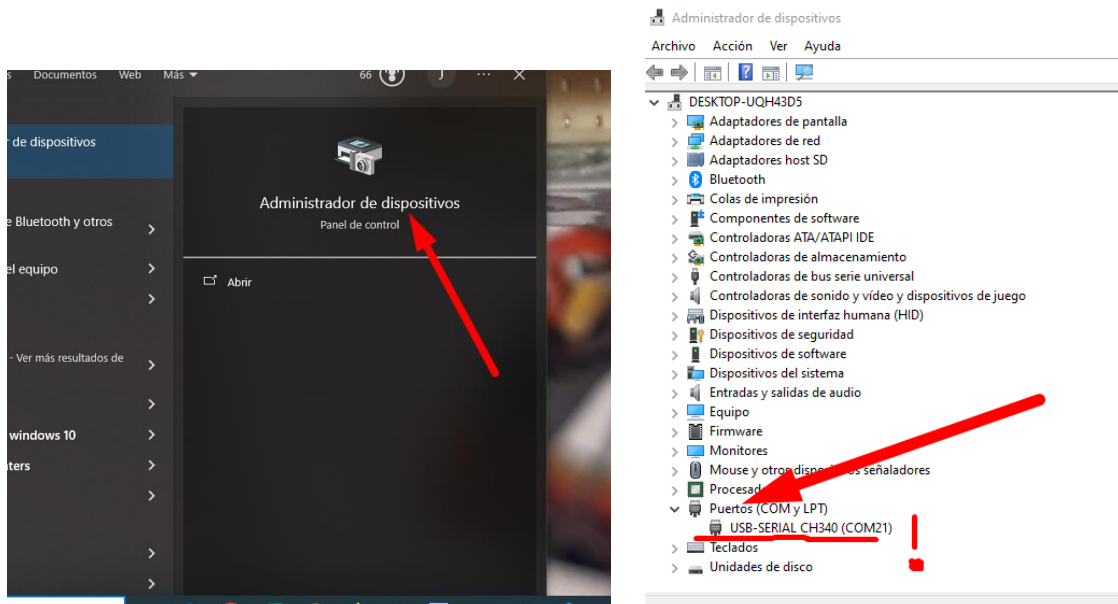 Documentos Web Más
66 J ...
de dispositivos
Administrador de dispositivos
Panel de control
e Bluetooth y otros
el equipo
Abrir
- Ver más resultados de
windows 10
Administrador de dispositivos
Archivo Acción Ver Ayuda
DESKTOP-UQH43D5
Adaptadores de pantalla
Adaptadores de red
Adaptadores host SD
Bluetooth
Colas de impresión
Componentes de software
Controladoras ATA/ATAPI IDE
Controladoras de almacenamiento
Controladoras de bus serie universal
Controladoras de sonido y vídeo y dispositivos de juego
Dispositivos de interfaz humana (HID)
Dispositivos de seguridad
Dispositivos de software
Dispositivos del sistema
Entradas y salidas de audio
Equipo
Firmware
Monitores
Mouse y otros dispositivos señaladores
Puertos (COM y LPT)
USB-SERIAL CH340 (COM21)
!
Teclados
Unidades de disco